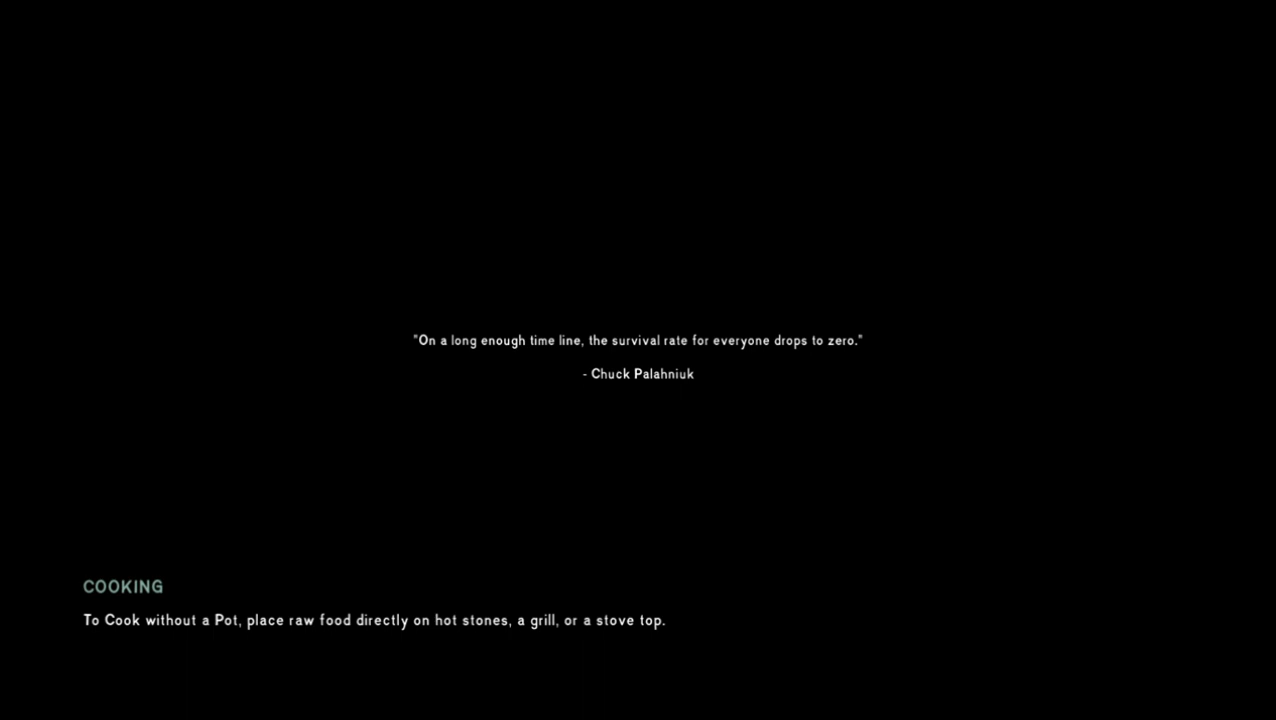 "On a long enough time line, the survival rate for everyone drops to zero."
- Chuck Palahniuk
COOKING
To Cook without a Pot, place raw food directly on hot stones, a grill, or a stove top.